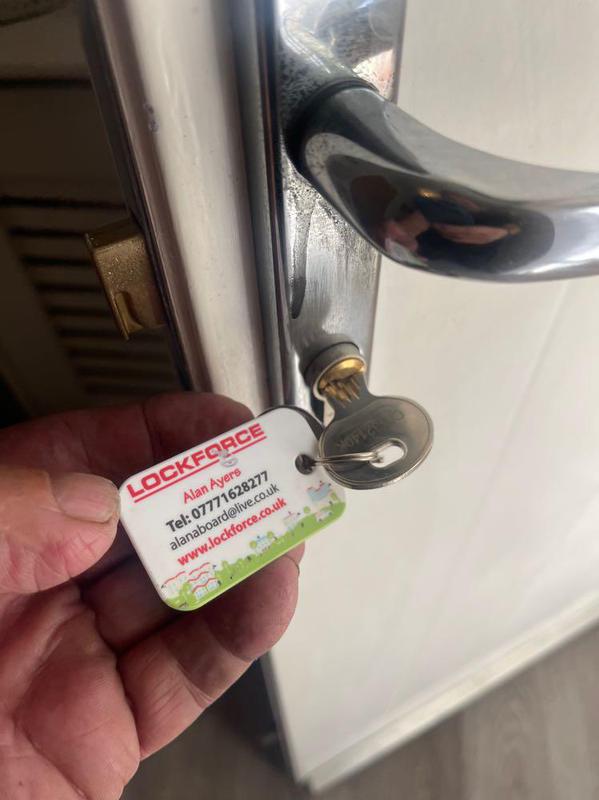 LOCKFORCE
Alan Ayers
Tel: 07771628277
alanaboard@live.co.uk
www.lockforce.co.uk